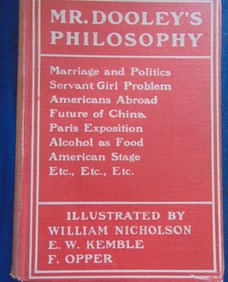 MR. DOOLEY'S
PHILOSOPHY
Marriage and Politics
Servant Girl Problem
Americans Abroad
Future of China
Paris Exposition
Alcohol as Food
American Stage
Etc., Etc., Etc.
ILLUSTRATED BY
WILLIAM NICHOLSON
E. W. KEMBLE
F. OPPER